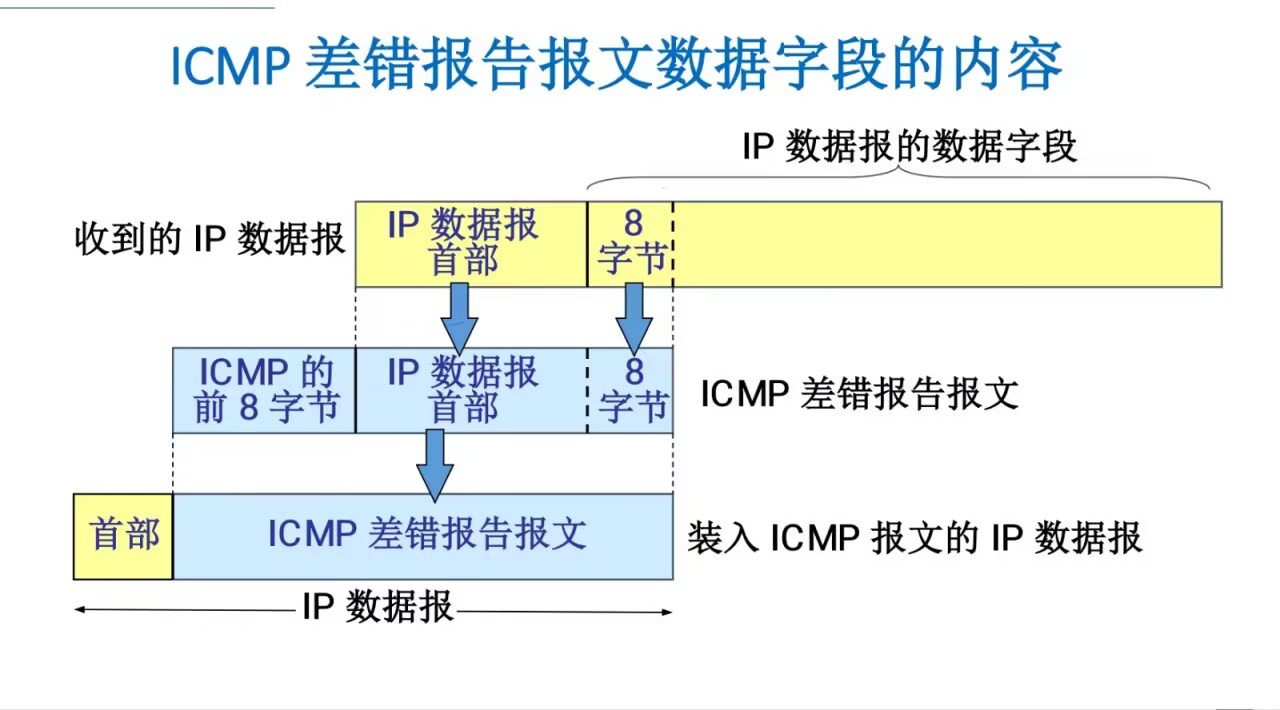 ICMP 差错报告报文数据字段的内容
IP 数据报的数据字段
收到的 IP 数据报
IP 数据报
首部
8
字节
ICMP 的
前 8 字节
IP 数据报
首部
8
字节
ICMP 差错报告报文
首部
ICMP 差错报告报文
装入 ICMP 报文的 IP 数据报
IP 数据报